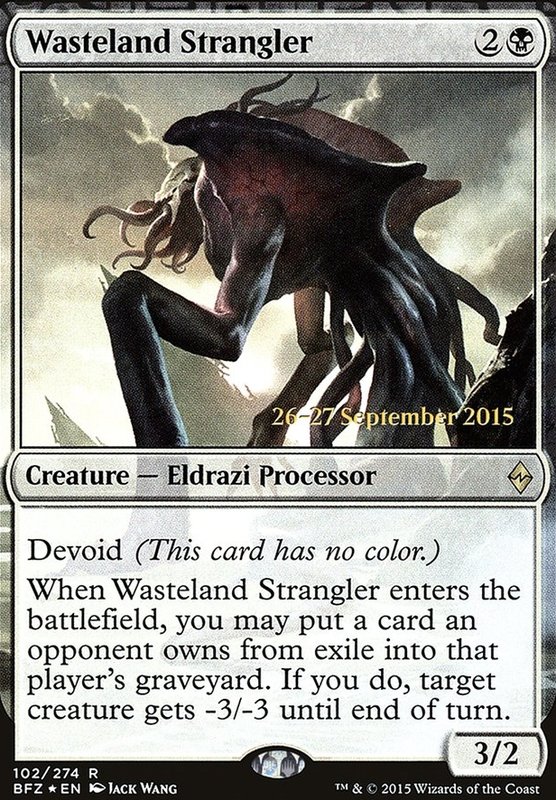 Wasteland Strangler 2
26-27 September 2015
Creature — Eldrazi Processor
Devoid (This card has no color.)
When Wasteland Strangler enters the
battlefield, you may put a card an
opponent owns from exile into that
player's graveyard. If you do, target
creature gets -3/-3 until end of turn.
3/2
102/274 R
BFZ ★ EN Jack Wang
™ & © 2015 Wizards of the Coast